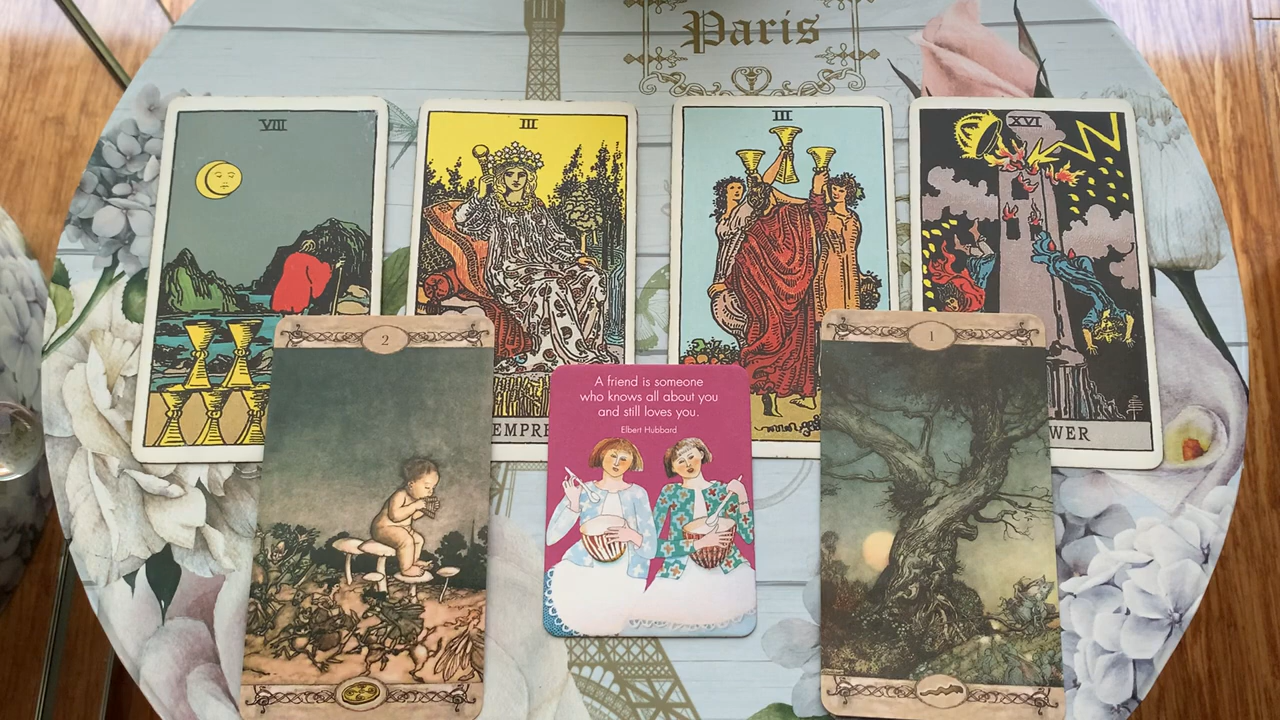 Paris
VIII
III
III
XVI
2
1
EMPRE
WER
A friend is someone
who knows all about you
and still loves you.
Elbert Hubbard